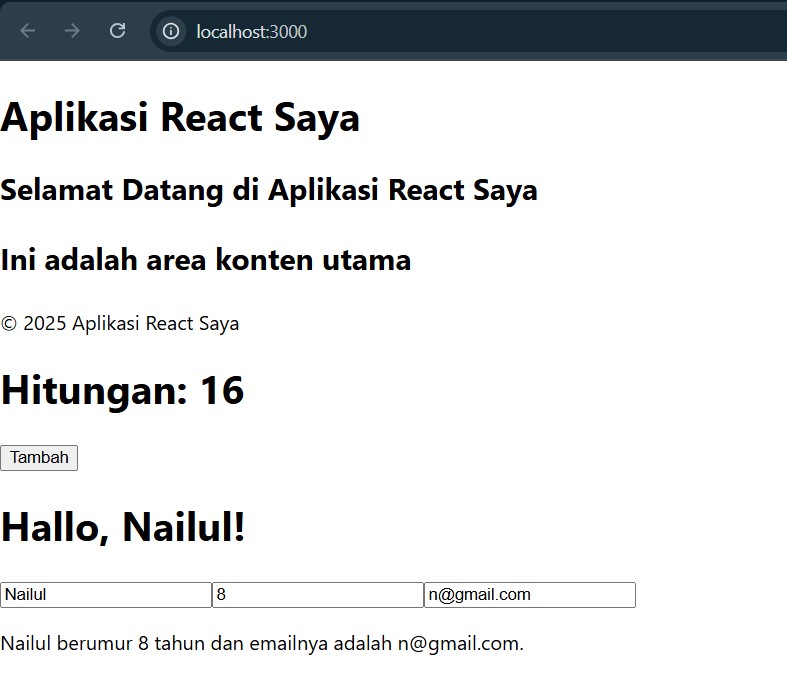 localhost:3000
Aplikasi React Saya
Selamat Datang di Aplikasi React Saya
Ini adalah area konten utama
© 2025 Aplikasi React Saya
Hitungan: 16
Tambah
Hallo, Nailul!
Nailul 8 n@gmail.com
Nailul berumur 8 tahun dan emailnya adalah n@gmail.com.